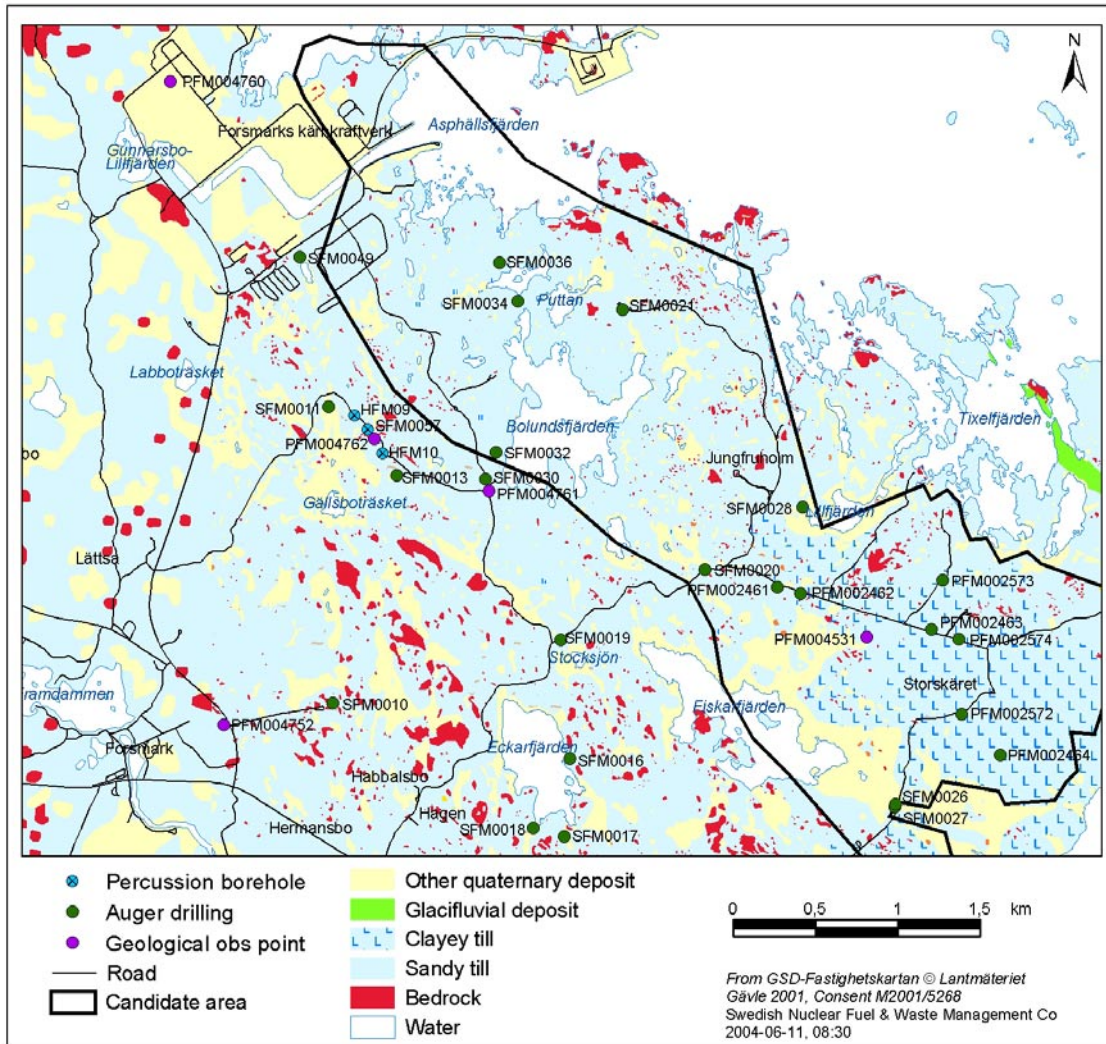 N
PFM004760
Forsmarks kärnkraftverk
Asphällsfjärden
Gunnarsbo-
Lillfjärden
SFM0049
SFM0036
SFM0034
Puttan
SFM0021
Labboträsket
SFM0011
HFM09
SFM0057
PFM004762
HFM10
Bolundsfjärden
SFM0032
Tixelfjärden
Jungfruholm
SFM0013
SFM0030
PFM004761
Gällsboträsket
SFM0028
Lillfjärden
Lättsa
SFM0020
PFM002461
PFM002462
PFM002573
PFM002463
PFM002574
PFM004531
SFM0019
Stocksjön
Storskäret
Fiskarfjärden
SFM0010
PFM004752
Forsmark
PFM002572
Eckarfjärden
SFM0016
PFM002464
Habbalsbo
SFM0026
SFM0027
Hagen
Hermansbo
SFM0018
SFM0017
Percussion borehole
Auger drilling
Geological obs point
Road
Candidate area
Other quaternary deposit
Glacifluvial deposit
Clayey till
Sandy till
Bedrock
Water
0 0,5 1 1,5 km
From GSD-Fastighetskartan © Lantmäteriet
Gävle 2001, Consent M2001/5268
Swedish Nuclear Fuel & Waste Management Co
2004-06-11, 08:30